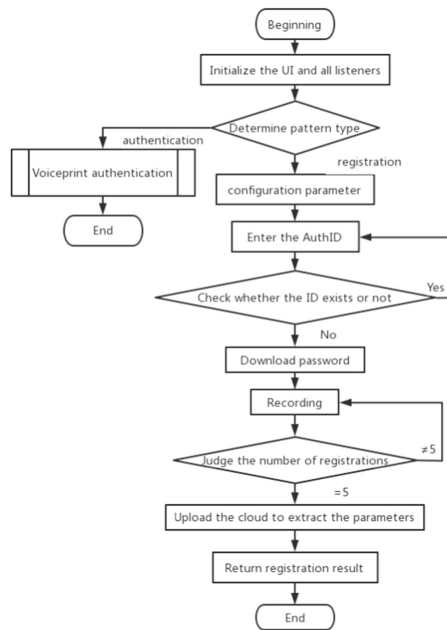 Beginning
Initialize the UI and all listeners
Determine pattern type
authentication
Voiceprint authentication
End
registration
configuration parameter
Enter the AuthID
Check whether the ID exists or not
Yes
No
Download password
Recording
Judge the number of registrations
≠5
=5
Upload the cloud to extract the parameters
Return registration result
End